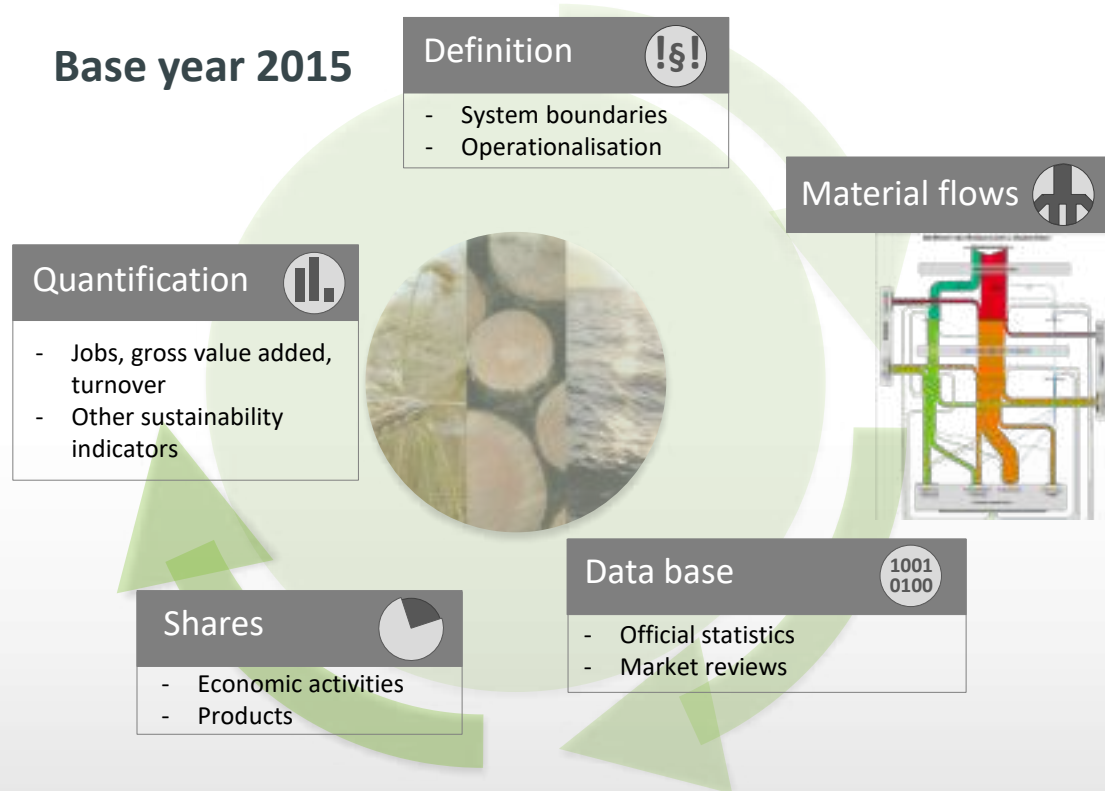 Base year 2015
Definition
!§!
- System boundaries
- Operationalisation
Material flows
Quantification
- Jobs, gross value added,
turnover
- Other sustainability
indicators
Data base
1001
0100
- Official statistics
- Market reviews
Shares
- Economic activities
- Products